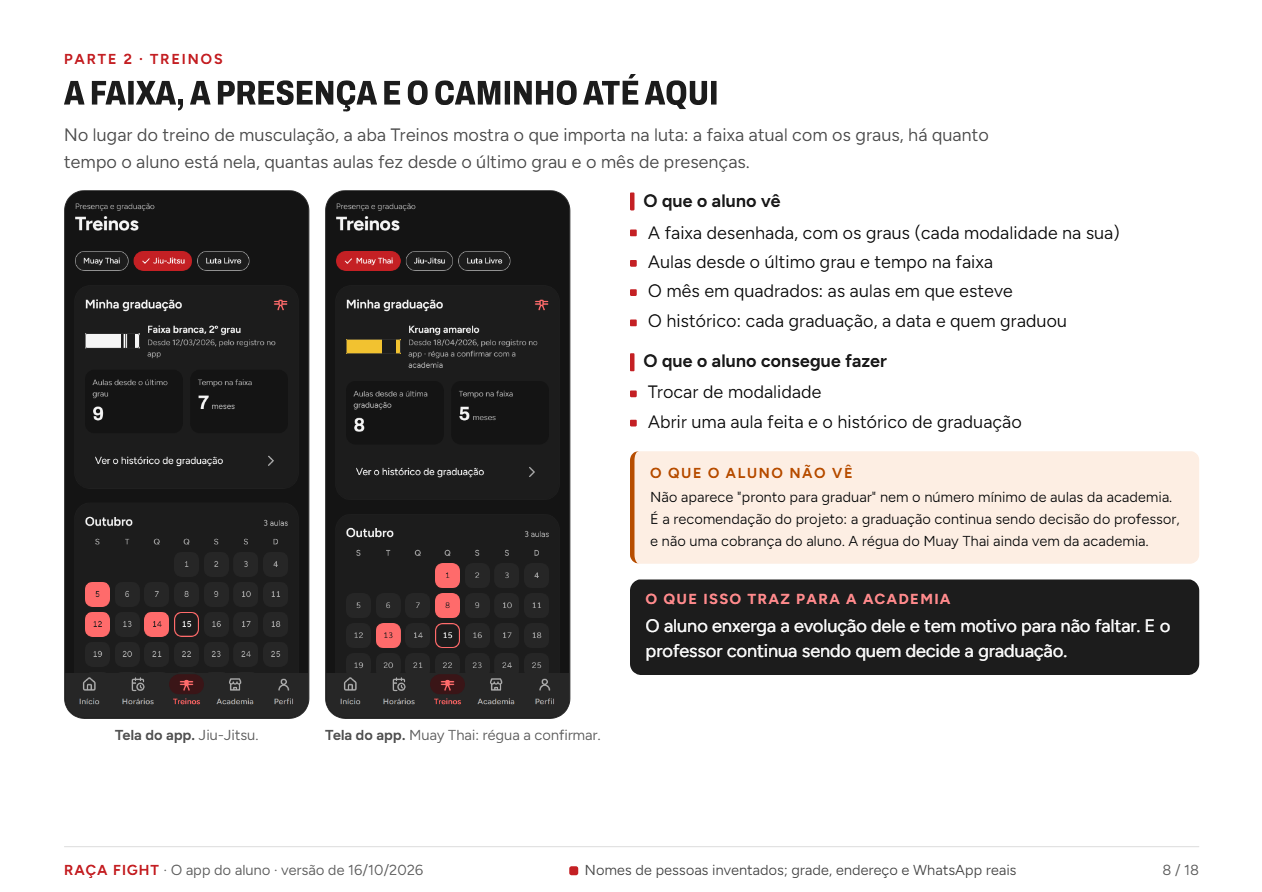 PARTE 2 · TREINOS
A FAIXA, A PRESENÇA E O CAMINHO ATÉ AQUI
No lugar do treino de musculação, a aba Treinos mostra o que importa na luta: a faixa atual com os graus, há quanto
tempo o aluno está nela, quantas aulas fez desde o último grau e o mês de presenças.
Presença e graduação
Treinos
Muay Thai Jiu-Jitsu Luta Livre
Minha graduação
Faixa branca, 2º grau
Desde 12/03/2026, pelo registro no
app
Aulas desde o último
grau
9
Tempo na faixa
7 meses
Ver o histórico de graduação
Outubro 3 aulas
S T Q Q S S D
1 2 3 4
5 6 7 8 9 10 11
12 13 14 15 16 17 18
19 20 21 22 23 24 25
Início Horários Treinos Academia Perfil
Tela do app. Jiu-Jitsu.
Presença e graduação
Treinos
Muay Thai Jiu-Jitsu Luta Livre
Minha graduação
Kruang amarelo
Desde 18/04/2026, pelo registro no
app · régua a confirmar com a
academia
Aulas desde a última
graduação
8
Tempo na faixa
5 meses
Ver o histórico de graduação
Outubro 3 aulas
S T Q Q S S D
1 2 3 4
5 6 7 8 9 10 11
12 13 14 15 16 17 18
19 20 21 22 23 24 25
Início Horários Treinos Academia Perfil
Tela do app. Muay Thai: régua a confirmar.
O que o aluno vê
A faixa desenhada, com os graus (cada modalidade na sua)
Aulas desde o último grau e tempo na faixa
O mês em quadrados: as aulas em que esteve
O histórico: cada graduação, a data e quem graduou
O que o aluno consegue fazer
Trocar de modalidade
Abrir uma aula feita e o histórico de graduação
O QUE O ALUNO NÃO VÊ
Não aparece "pronto para graduar" nem o número mínimo de aulas da academia.
É a recomendação do projeto: a graduação continua sendo decisão do professor,
e não uma cobrança do aluno. A régua do Muay Thai ainda vem da academia.
O QUE ISSO TRAZ PARA A ACADEMIA
O aluno enxerga a evolução dele e tem motivo para não faltar. E o
professor continua sendo quem decide a graduação.
RAÇA FIGHT · O app do aluno · versão de 16/10/2026
Nomes de pessoas inventados; grade, endereço e WhatsApp reais
8 / 18